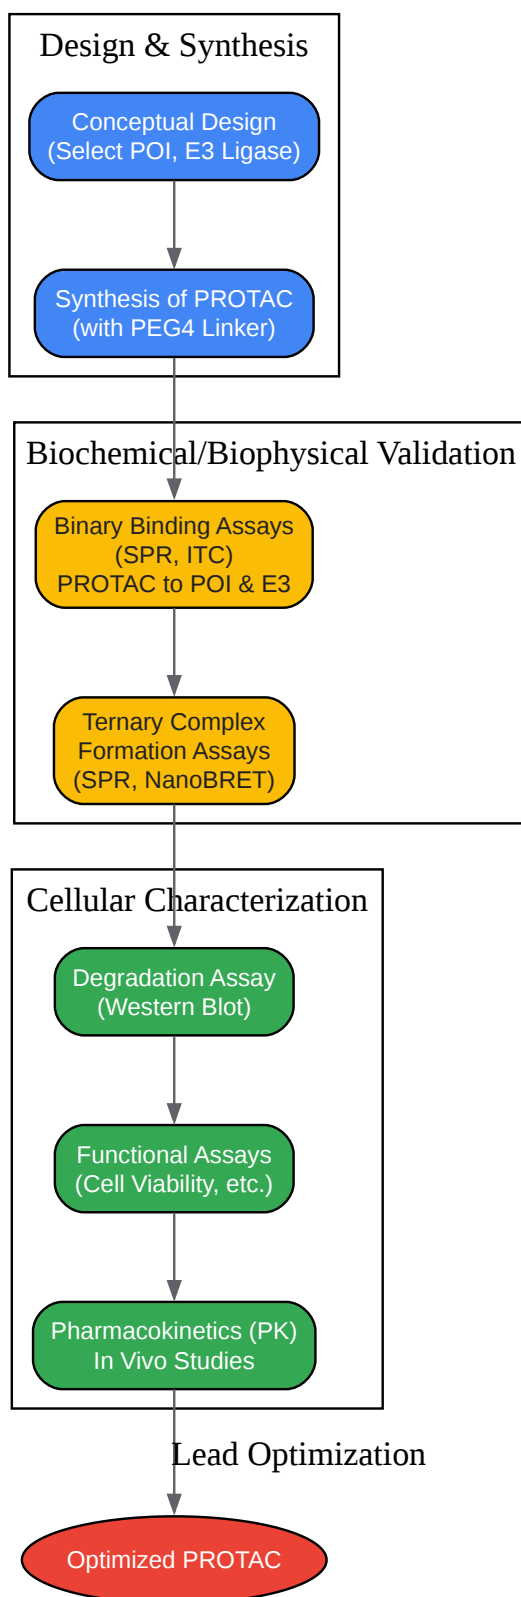 Design & Synthesis
Conceptual Design
(Select POI, E3 Ligase)
Synthesis of PROTAC
(with PEG4 Linker)
Biochemical/Biophysical Validation
Binary Binding Assays
(SPR, ITC)
PROTAC to POI & E3
Ternary Complex
Formation Assays
(SPR, NanoBRET)
Cellular Characterization
Degradation Assay
(Western Blot)
Functional Assays
(Cell Viability, etc.)
Pharmacokinetics (PK)
In Vivo Studies
Lead Optimization
Optimized PROTAC